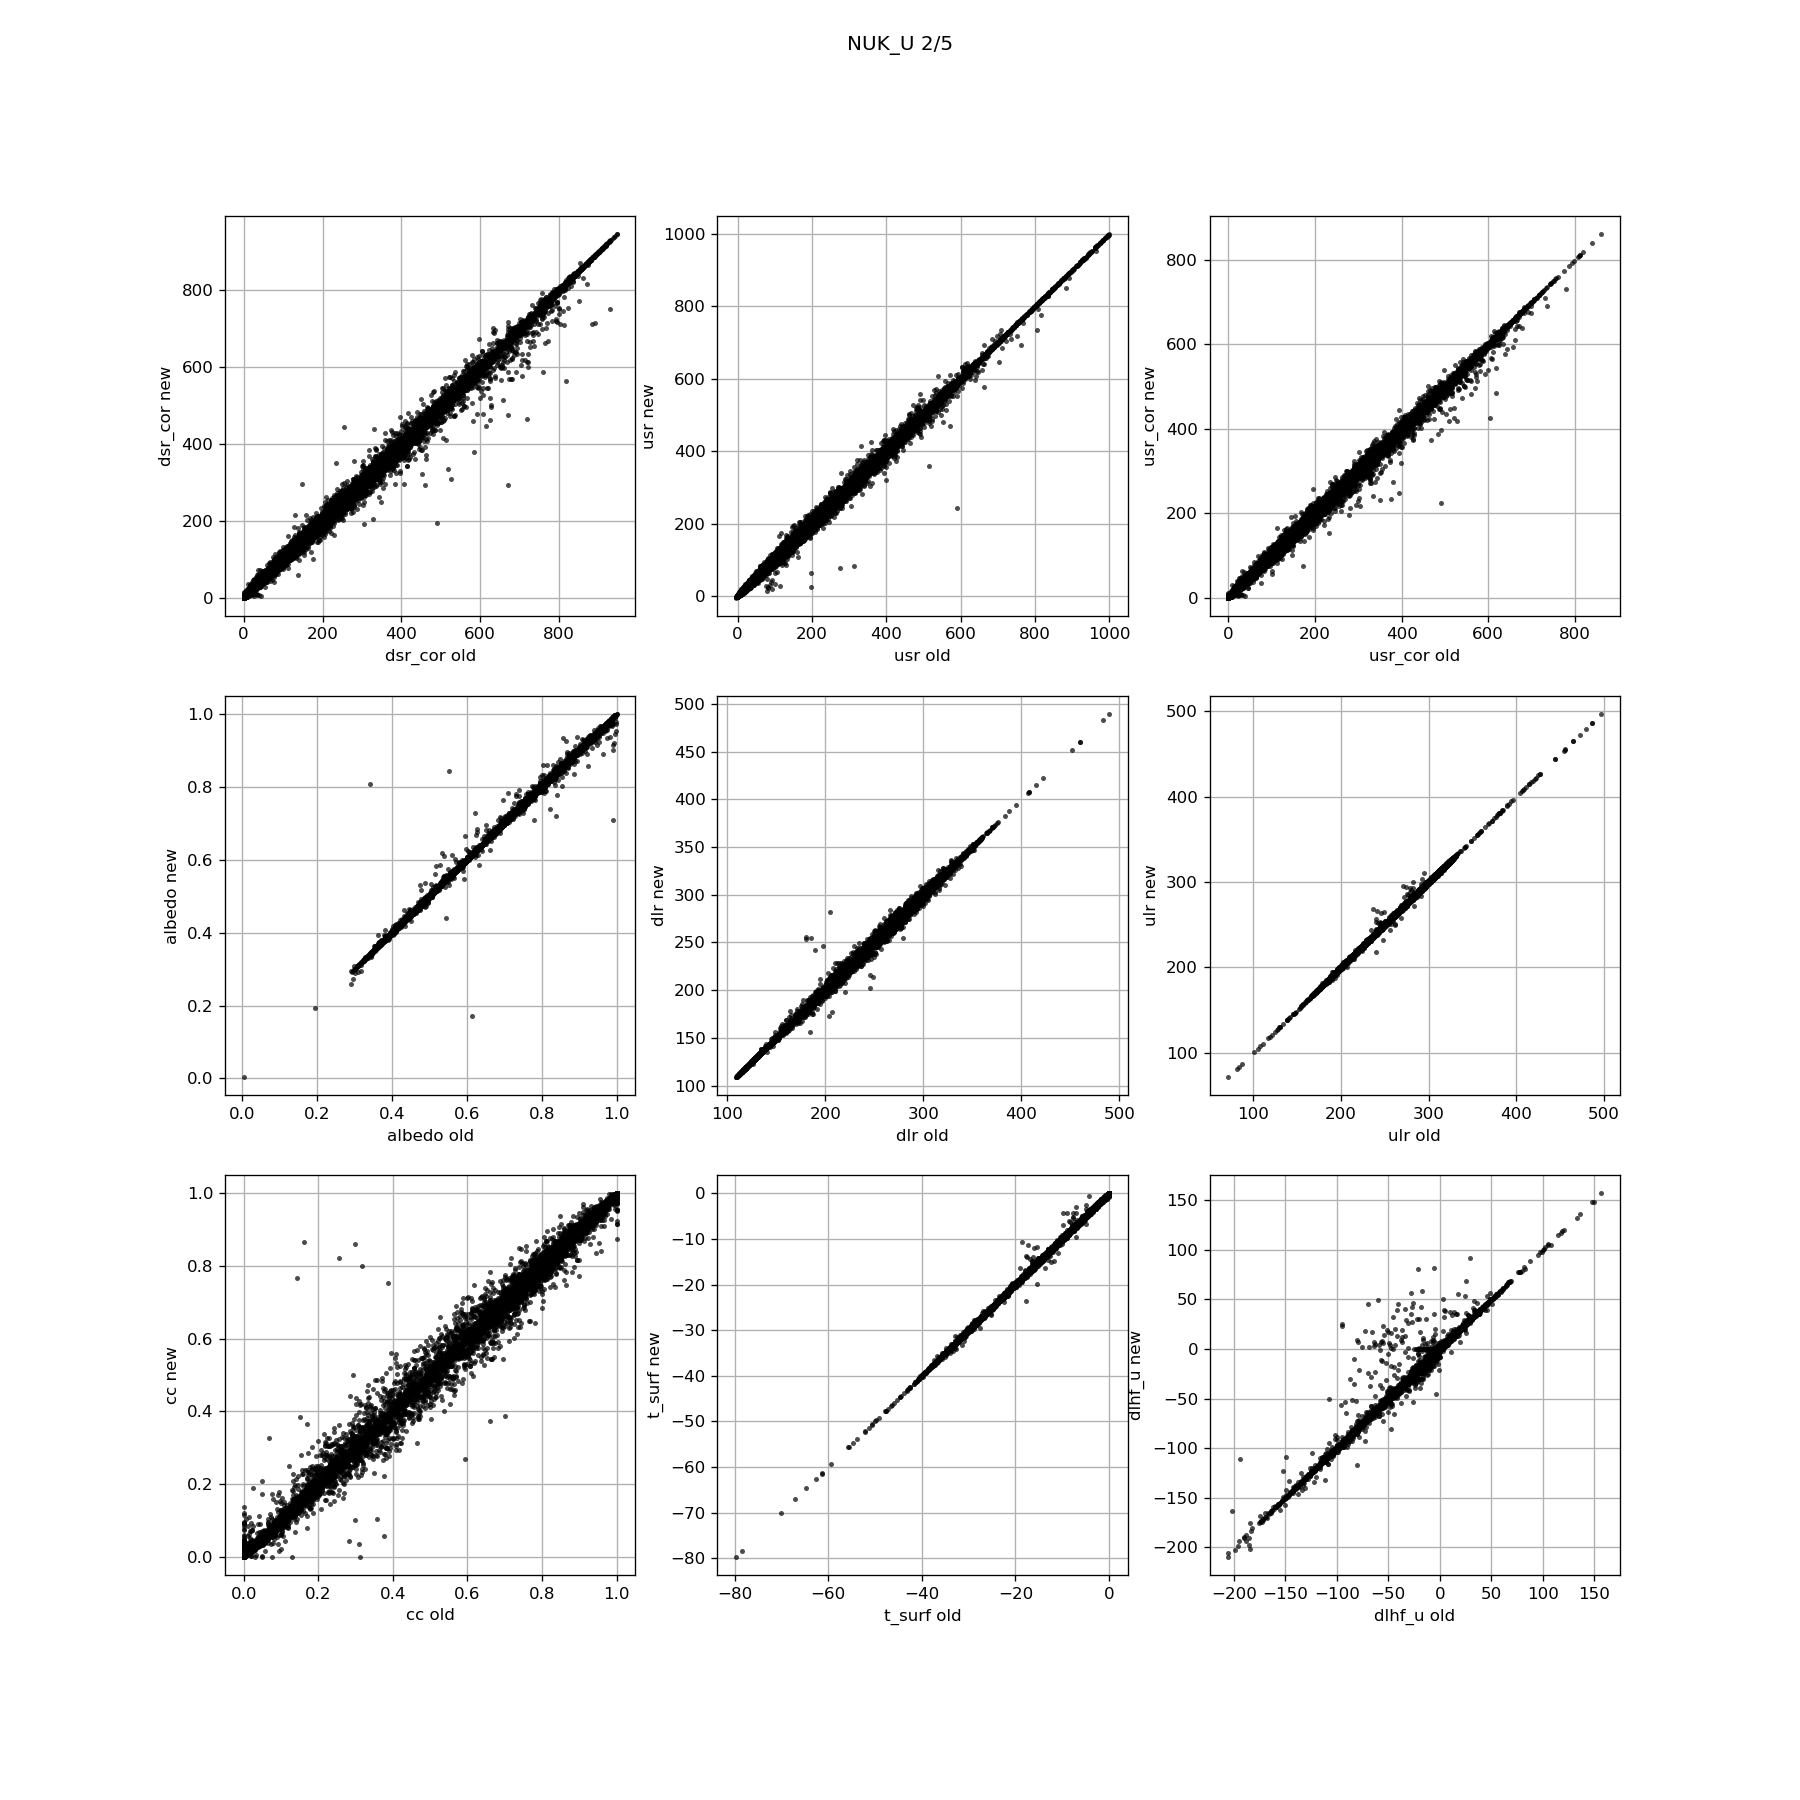 NUK_U 2/5
dsr_cor new
800
600
400
200
0
0 200 400 600 800
dsr_cor old
usr new
1000
800
600
400
200
0
0 200 400 600 800 1000
usr old
usr_cor new
800
600
400
200
0
0 200 400 600 800
usr_cor old
albedo new
1.0
0.8
0.6
0.4
0.2
0.0
0.0 0.2 0.4 0.6 0.8 1.0
albedo old
dlr new
500
450
400
350
300
250
200
150
100
100 200 300 400 500
dlr old
ulr new
500
400
300
200
100
100 200 300 400 500
ulr old
cc new
1.0
0.8
0.6
0.4
0.2
0.0
0.0 0.2 0.4 0.6 0.8 1.0
cc old
t_surf new
0
−10
−20
−30
−40
−50
−60
−70
−80
−80 −60 −40 −20 0
t_surf old
dlhf_u new
150
100
50
0
−50
−100
−150
−200
−200 −150 −100 −50 0 50 100 150
dlhf_u old